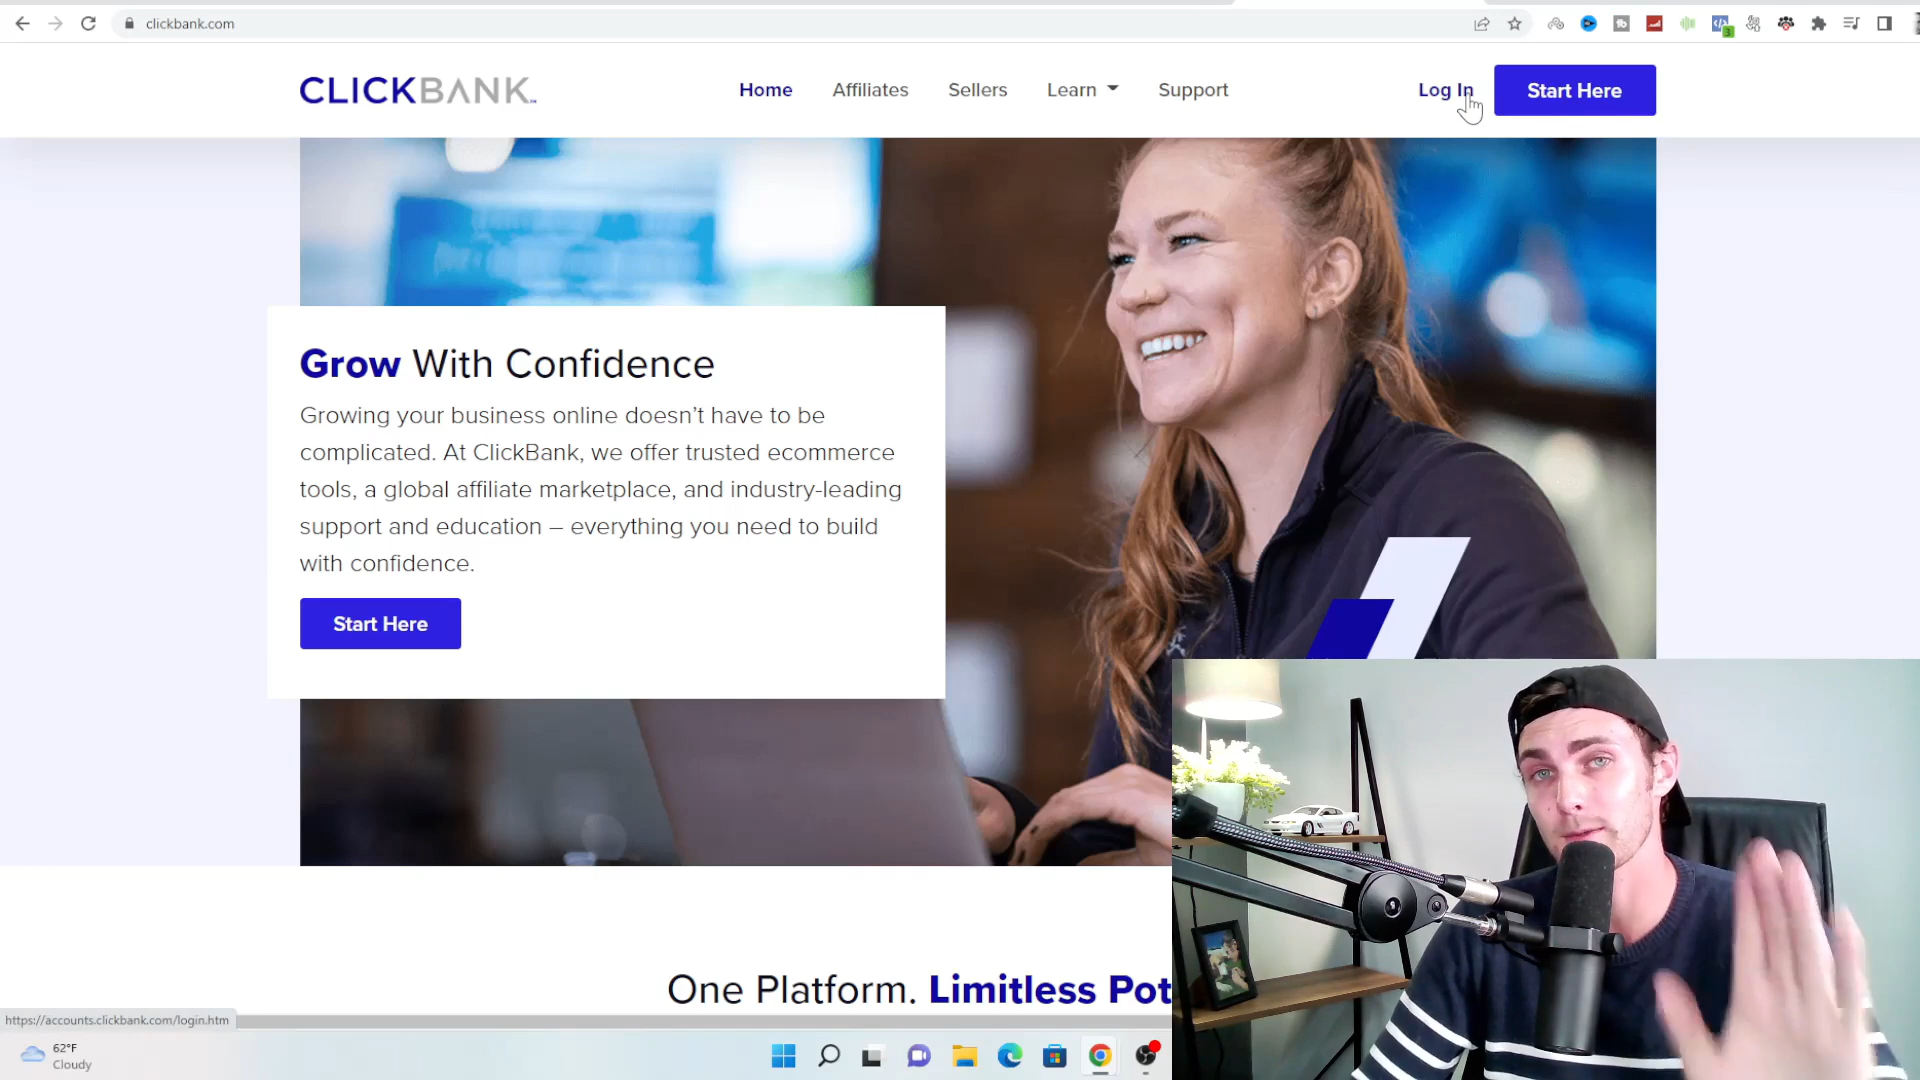 clickbank.com
3
CLICKBANK
Home
Affiliates
Sellers
Learn
Support
Log In
Start Here
Grow With Confidence
Growing your business online doesn't have to be
complicated. At ClickBank, we offer trusted ecommerce
tools, a global affiliate marketplace, and industry-leading
support and education – everything you need to build
with confidence.
Start Here
One Platform. Limitless Pot
https://accounts.clickbank.com/login.htm
62°F
Cloudy